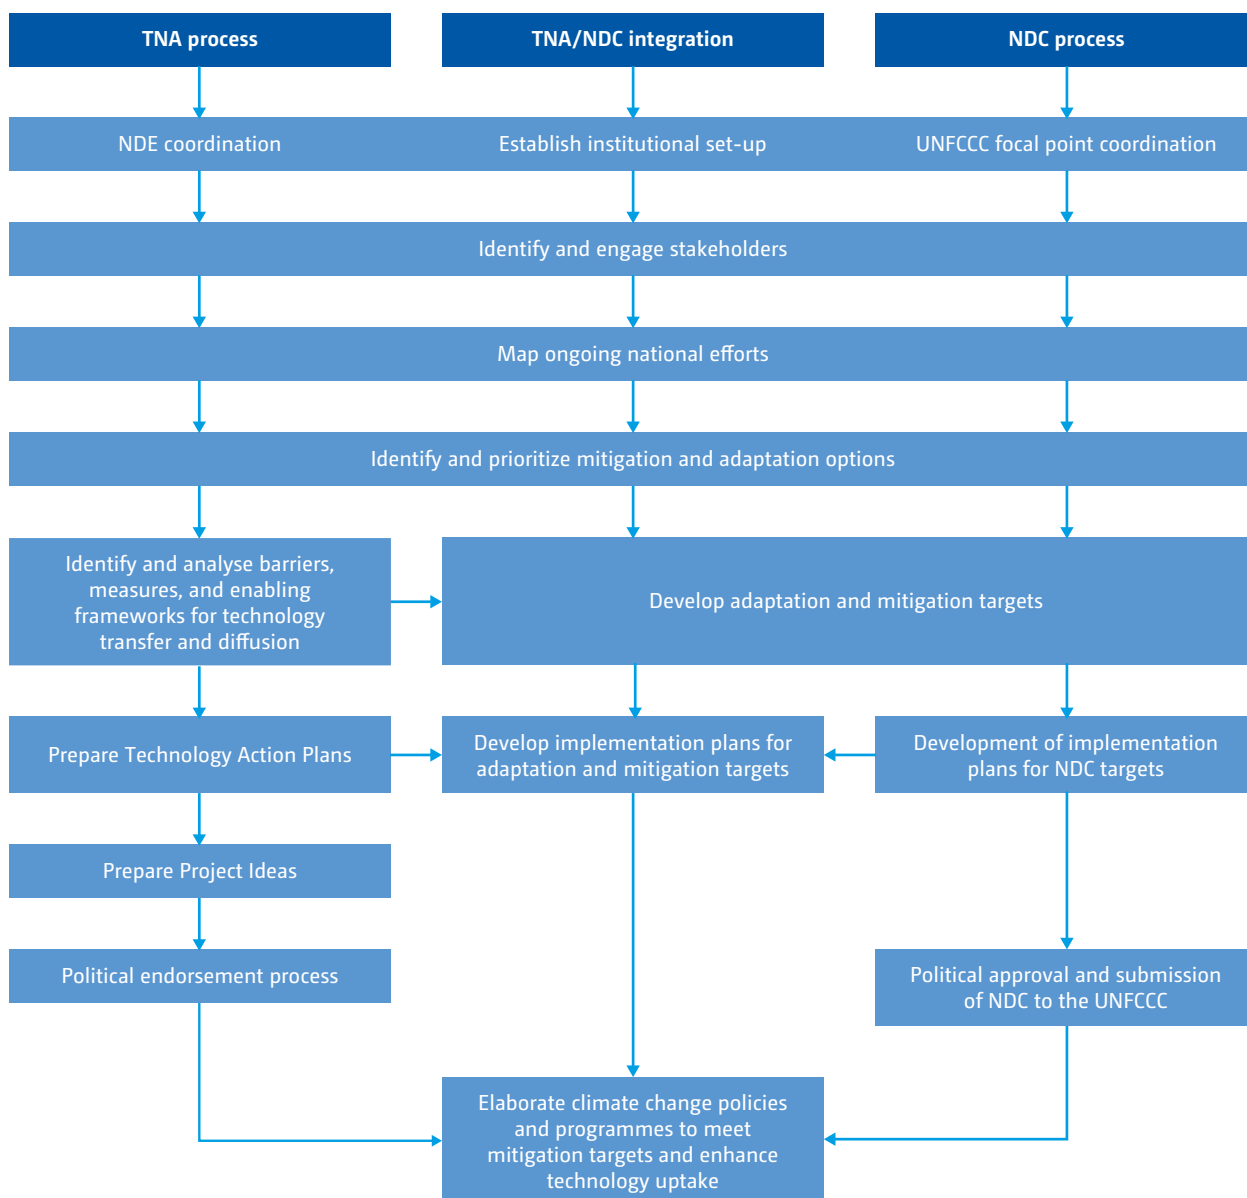 TNA process
TNA/NDC integration
NDC process
NDE coordination
Establish institutional set-up
UNFCCC focal point coordination
Identify and engage stakeholders
Map ongoing national efforts
Identify and prioritize mitigation and adaptation options
Identify and analyse barriers,
measures, and enabling
frameworks for technology
transfer and diffusion
Develop adaptation and mitigation targets
Prepare Technology Action Plans
Develop implementation plans for
adaptation and mitigation targets
Development of implementation
plans for NDC targets
Prepare Project Ideas
Political endorsement process
Political approval and submission
of NDC to the UNFCCC
Elaborate climate change policies
and programmes to meet
mitigation targets and enhance
technology uptake